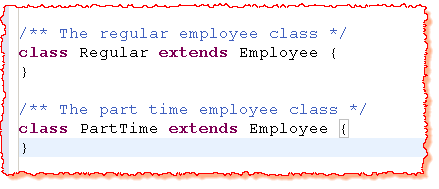 /** The regular employee class */
class Regular extends Employee {
}
/** The part time employee class */
class PartTime extends Employee {
}